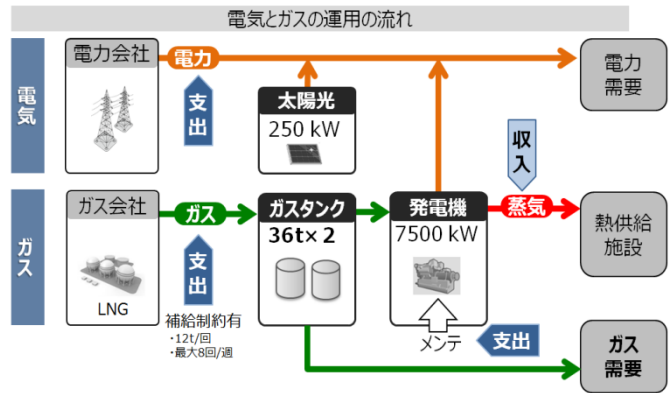 電気とガスの運用の流れ
電気
電力会社
電力
支出
太陽光
250 kW
電力
需要
収入
ガス
ガス会社
LNG
ガス
支出
補給制約有
・12t/回
・最大8回/週
ガスタンク
36t×2
発電機
7500 kW
メンテ
支出
蒸気
熱供給
施設
ガス
需要